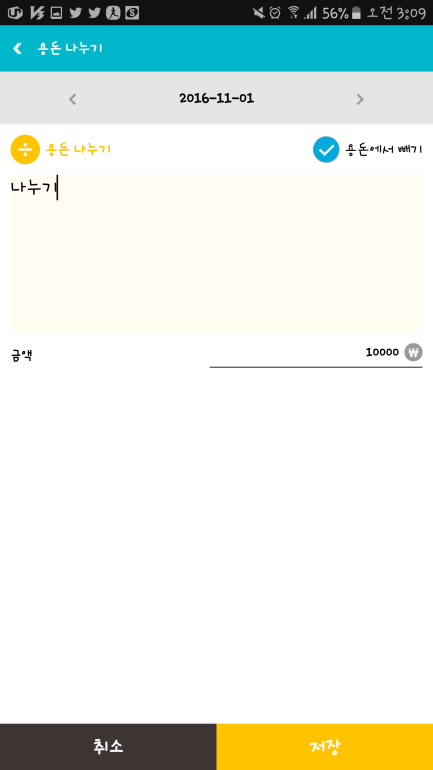 56% 오전 3:09
용돈 나누기
2016-11-01
용돈 나누기 용돈에서 빼기
나누기
금액 10000 ₩
취소 저장